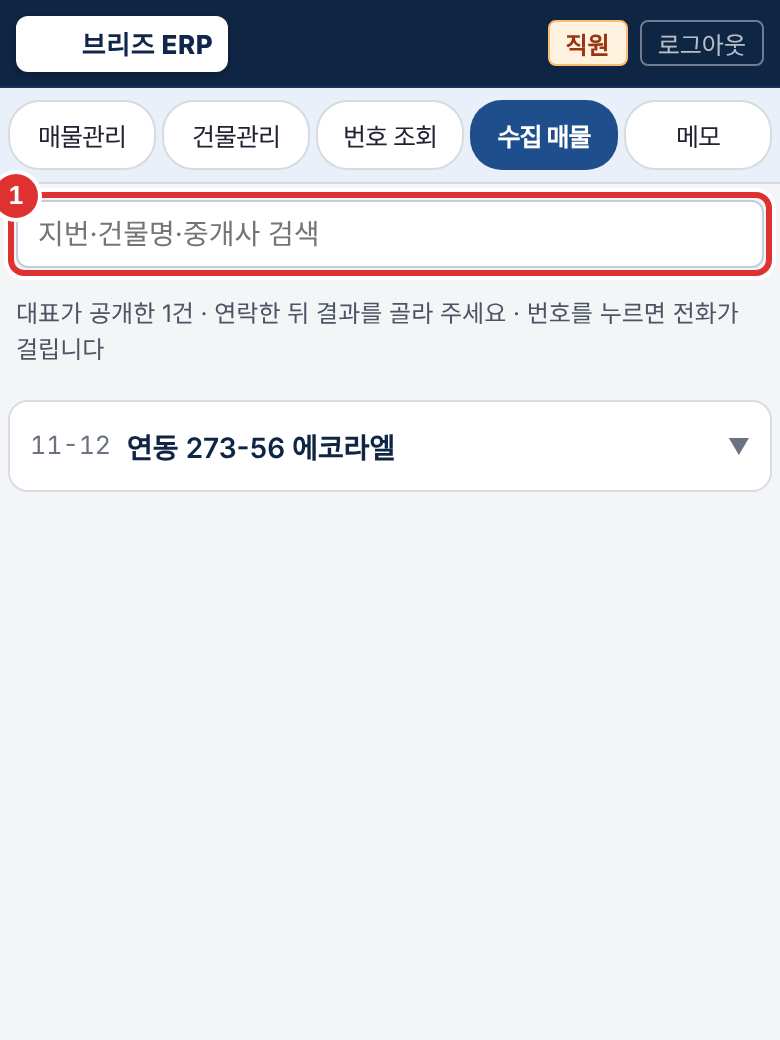 브리즈 ERP
직원
로그아웃
매물관리
건물관리
번호 조회
수집 매물
메모
1
지번·건물명·중개사 검색
대표가 공개한 1건 · 연락한 뒤 결과를 골라 주세요 · 번호를 누르면 전화가
걸립니다
11-12 연동 273-56 에코라엘 ▼